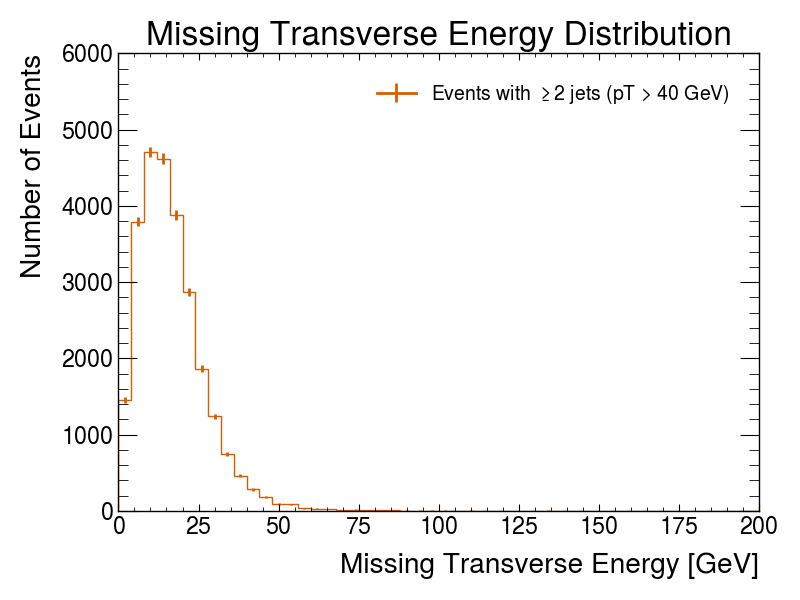 Missing Transverse Energy Distribution
Number of Events
6000
5000
4000
3000
2000
1000
0
Events with ≥2 jets (pT > 40 GeV)
0 25 50 75 100 125 150 175 200
Missing Transverse Energy [GeV]